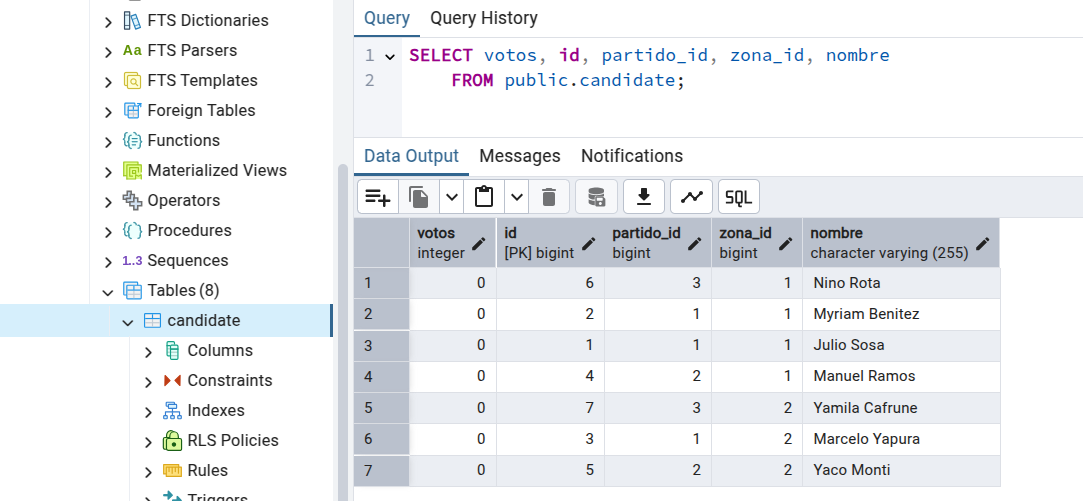 FTS Dictionaries
Aa FTS Parsers
FTS Templates
Foreign Tables
Functions
Materialized Views
Operators
Procedures
1..3 Sequences
Tables (8)
candidate
Columns
Constraints
Indexes
RLS Policies
Rules
Triggers
Query Query History
1 SELECT votos, id, partido_id, zona_id, nombre
2 FROM public.candidate;
Data Output Messages Notifications
SQL
votos id partido_id zona_id nombre
integer [PK] bigint bigint bigint character varying (255)
1 0 6 3 1 Nino Rota
2 0 2 1 1 Myriam Benitez
3 0 1 1 1 Julio Sosa
4 0 4 2 1 Manuel Ramos
5 0 7 3 2 Yamila Cafrune
6 0 3 1 2 Marcelo Yapura
7 0 5 2 2 Yaco Monti